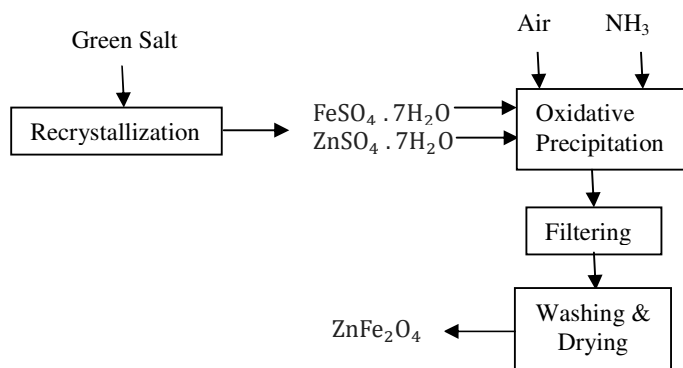 Green Salt
Recrystallization
FeSO₄ . 7H₂O
ZnSO₄ . 7H₂O
Air
NH₃
Oxidative
Precipitation
Filtering
Washing &
Drying
ZnFe₂O₄